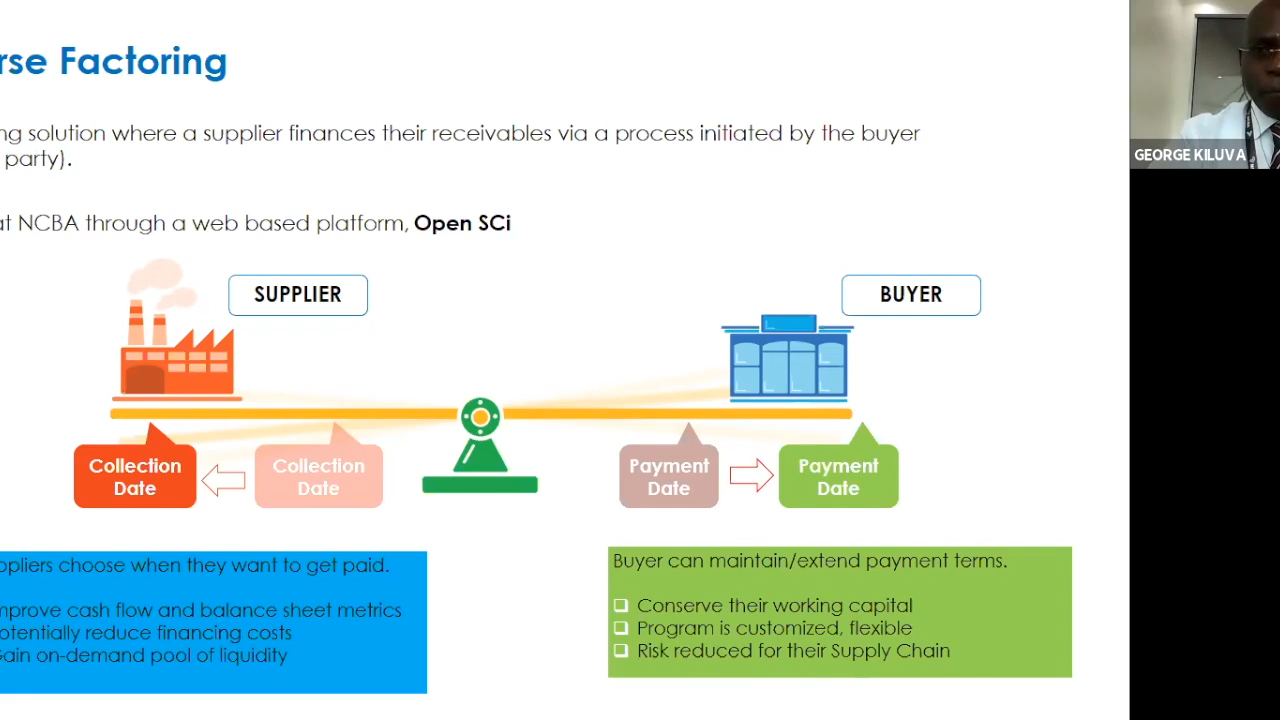 rse Factoring
ng solution where a supplier finances their receivables via a process initiated by the buyer
party).
at NCBA through a web based platform, Open SCi
SUPPLIER
BUYER
Collection
Date
Collection
Date
Payment
Date
Payment
Date
ppliers choose when they want to get paid.
mprove cash flow and balance sheet metrics
otentially reduce financing costs
Gain on-demand pool of liquidity
Buyer can maintain/extend payment terms.
Conserve their working capital
Program is customized, flexible
Risk reduced for their Supply Chain
GEORGE KILUVA